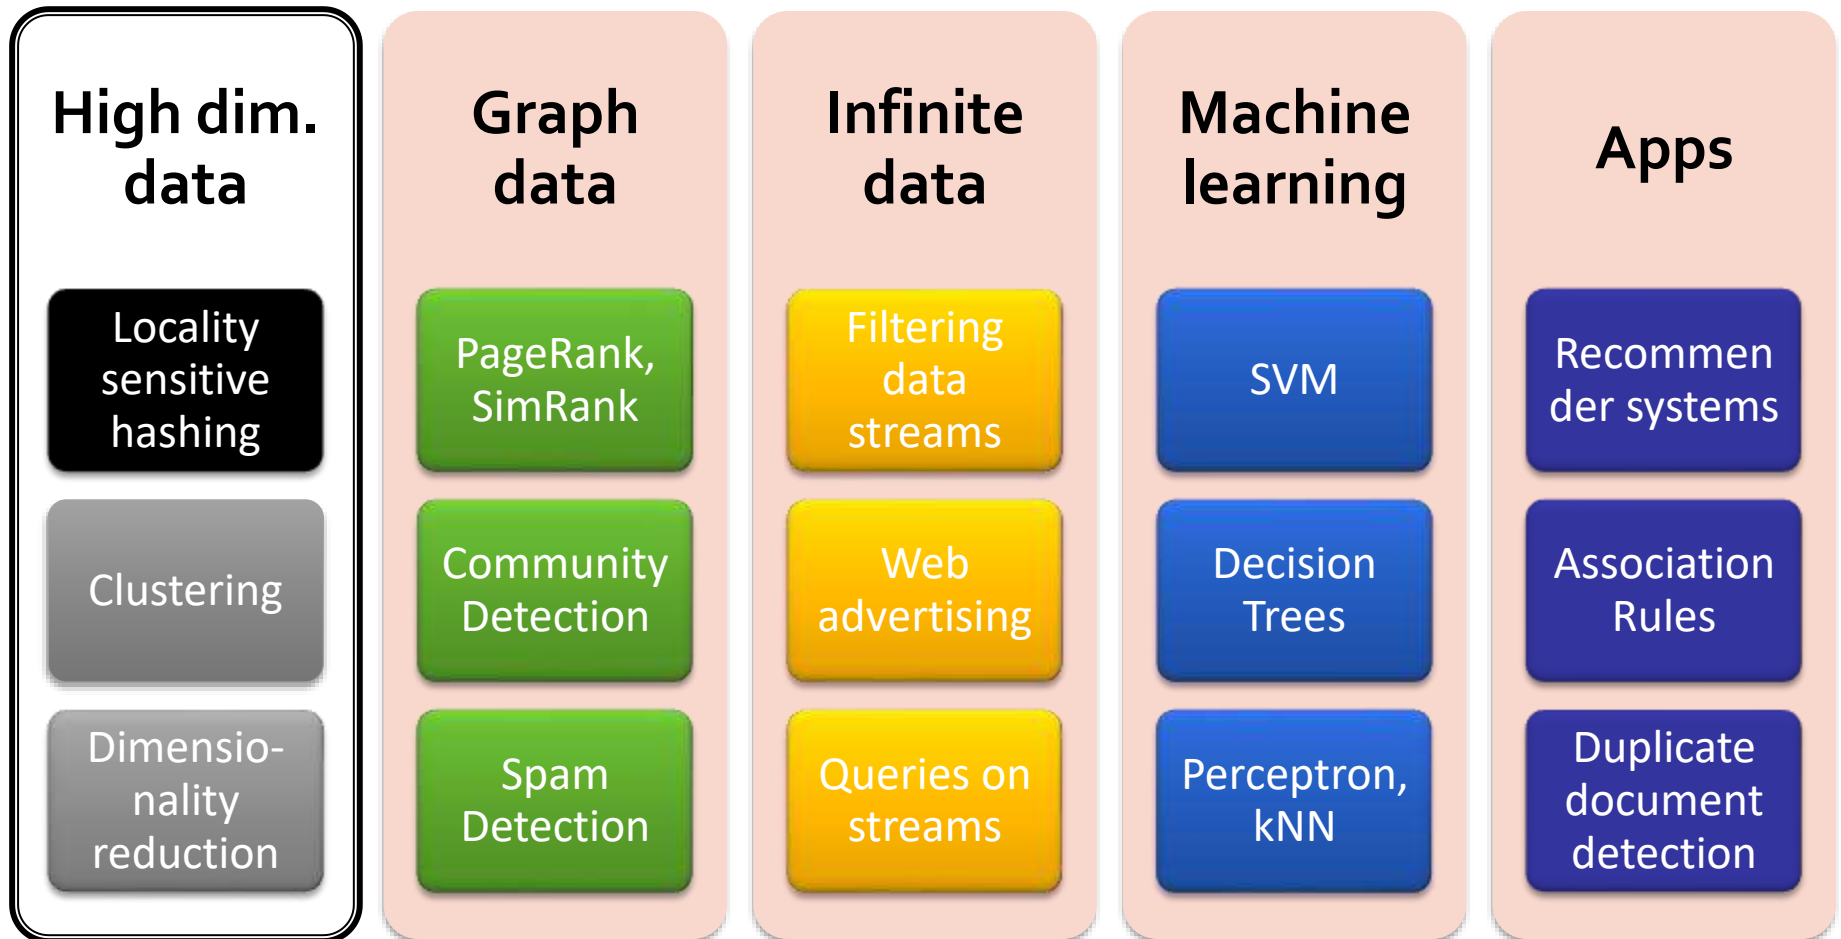 High dim.
data
Locality
sensitive
hashing
Clustering
Dimensio-
nality
reduction
Graph
data
PageRank,
SimRank
Community
Detection
Spam
Detection
Infinite
data
Filtering
data
streams
Web
advertising
Queries on
streams
Machine
learning
SVM
Decision
Trees
Perceptron,
kNN
Apps
Recommen
der systems
Association
Rules
Duplicate
document
detection